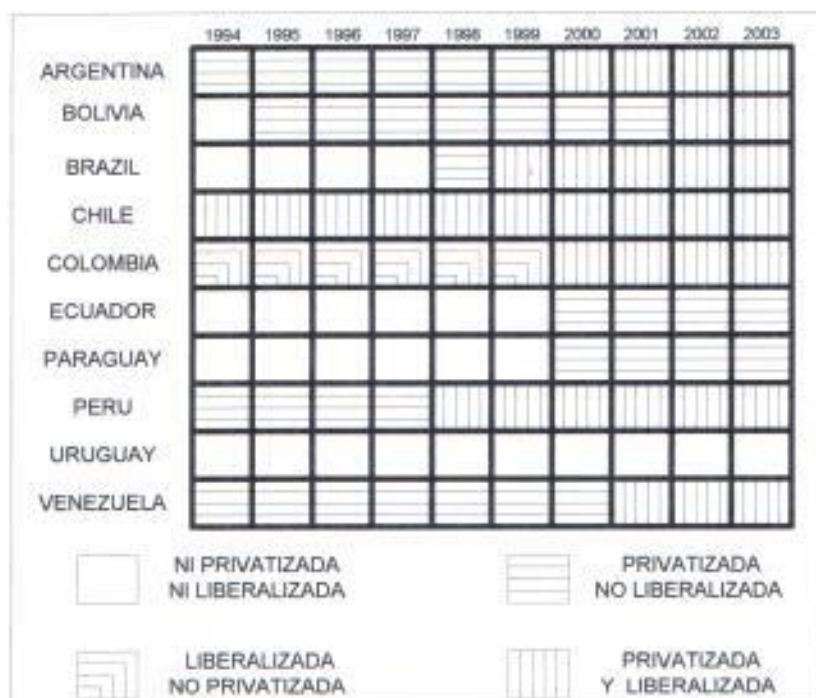 1994 1995 1996 1997 1998 1999 2000 2001 2002 2003
ARGENTINA
BOLIVIA
BRAZIL
CHILE
COLOMBIA
ECUADOR
PARAGUAY
PERU
URUGUAY
VENEZUELA
NI PRIVATIZADA
NI LIBERALIZADA
PRIVATIZADA
NO LIBERALIZADA
LIBERALIZADA
NO PRIVATIZADA
PRIVATIZADA
Y LIBERALIZADA